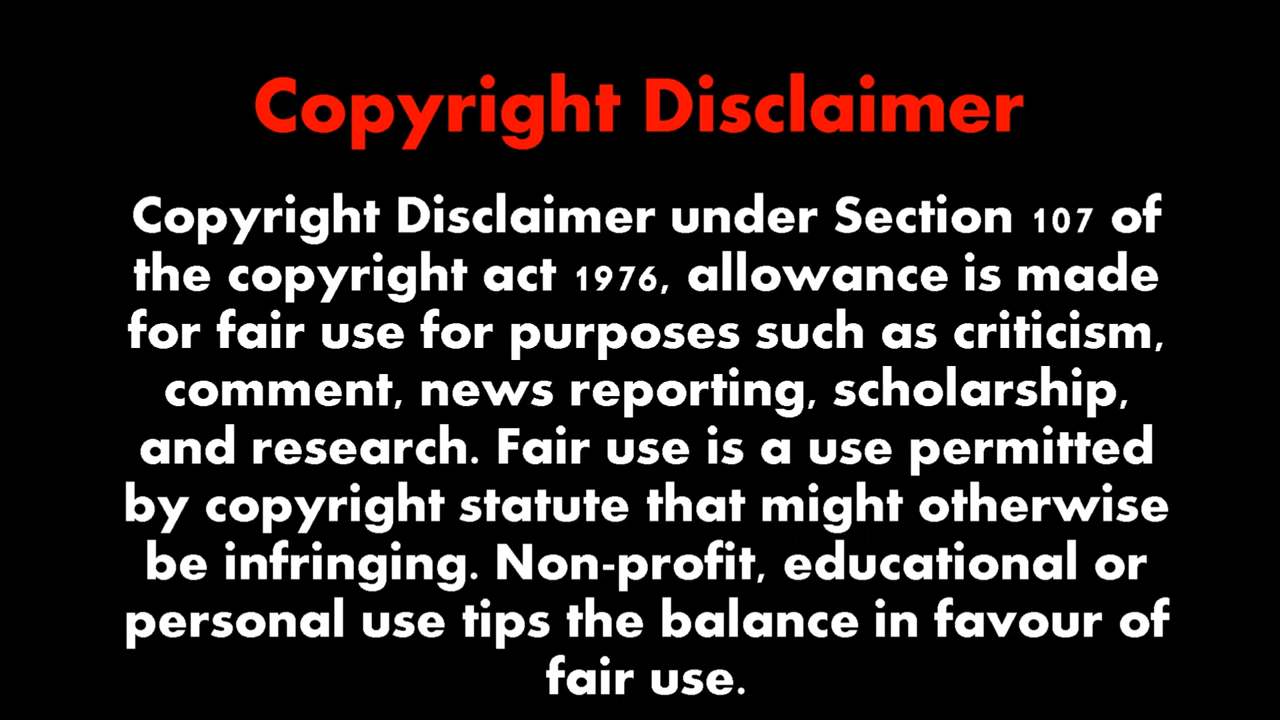 Copyright Disclaimer
Copyright Disclaimer under Section 107 of
the copyright act 1976, allowance is made
for fair use for purposes such as criticism,
comment, news reporting, scholarship,
and research. Fair use is a use permitted
by copyright statute that might otherwise
be infringing. Non-profit, educational or
personal use tips the balance in favour of
fair use.